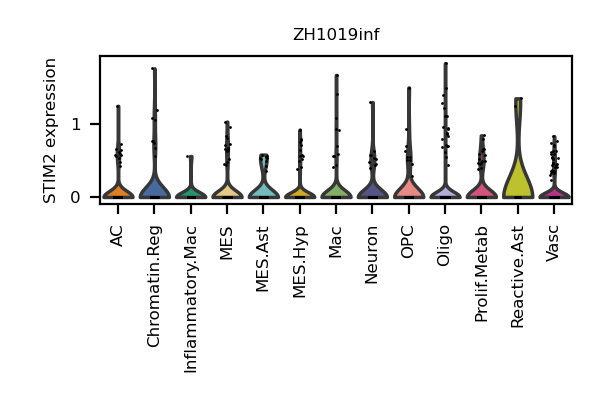 ZH1019inf
STIM2 expression
1
0
AC
Chromatin.Reg
Inflammatory.Mac
MES
MES.Ast
MES.Hyp
Mac
Neuron
OPC
Oligo
Prolif.Metab
Reactive.Ast
Vasc